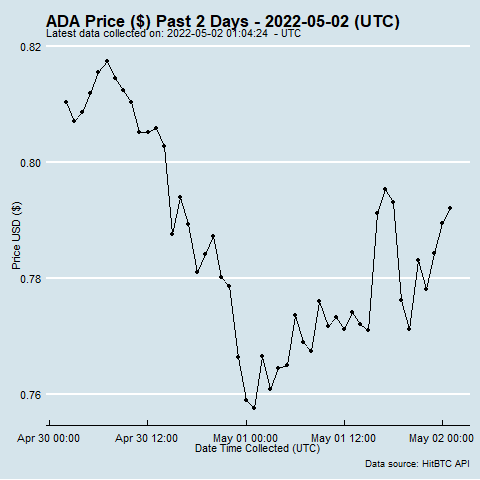 ADA Price ($) Past 2 Days - 2022-05-02 (UTC)
Latest data collected on: 2022-05-02 01:04:24 - UTC
0.82
0.80
0.78
0.76
Price USD ($)
Apr 30 00:00
Apr 30 12:00
May 01 00:00
May 01 12:00
May 02 00:00
Date Time Collected (UTC)
Data source: HitBTC API